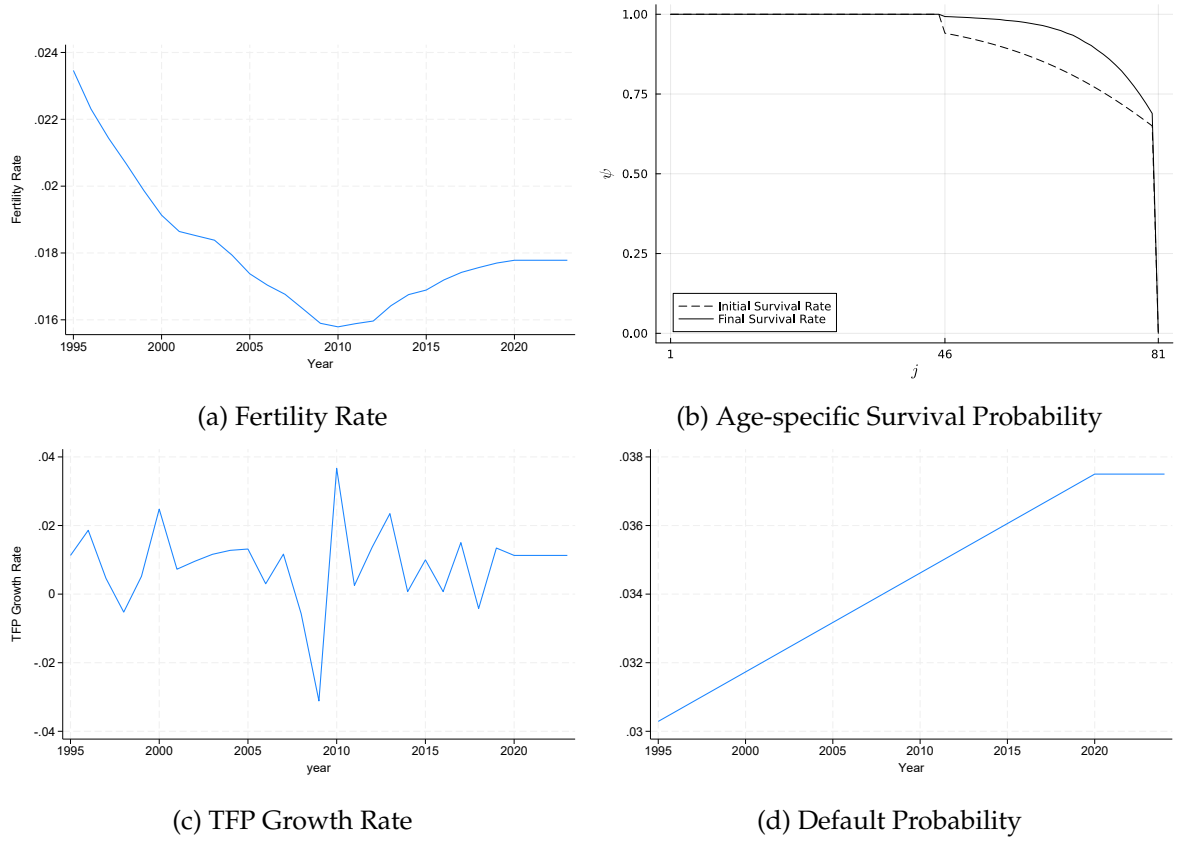 .024
.022
.02
.018
.016
Fertility Rate
1995 2000 2005 2010 2015 2020
Year
(a) Fertility Rate
1.00
0.75
0.50
0.25
0.00
ψ
Initial Survival Rate
Final Survival Rate
1 46 81
j
(b) Age-specific Survival Probability
.04
.02
0
-.02
-.04
TFP Growth Rate
1995 2000 2005 2010 2015 2020
year
(c) TFP Growth Rate
.038
.036
.034
.032
.03
1995 2000 2005 2010 2015 2020
Year
(d) Default Probability